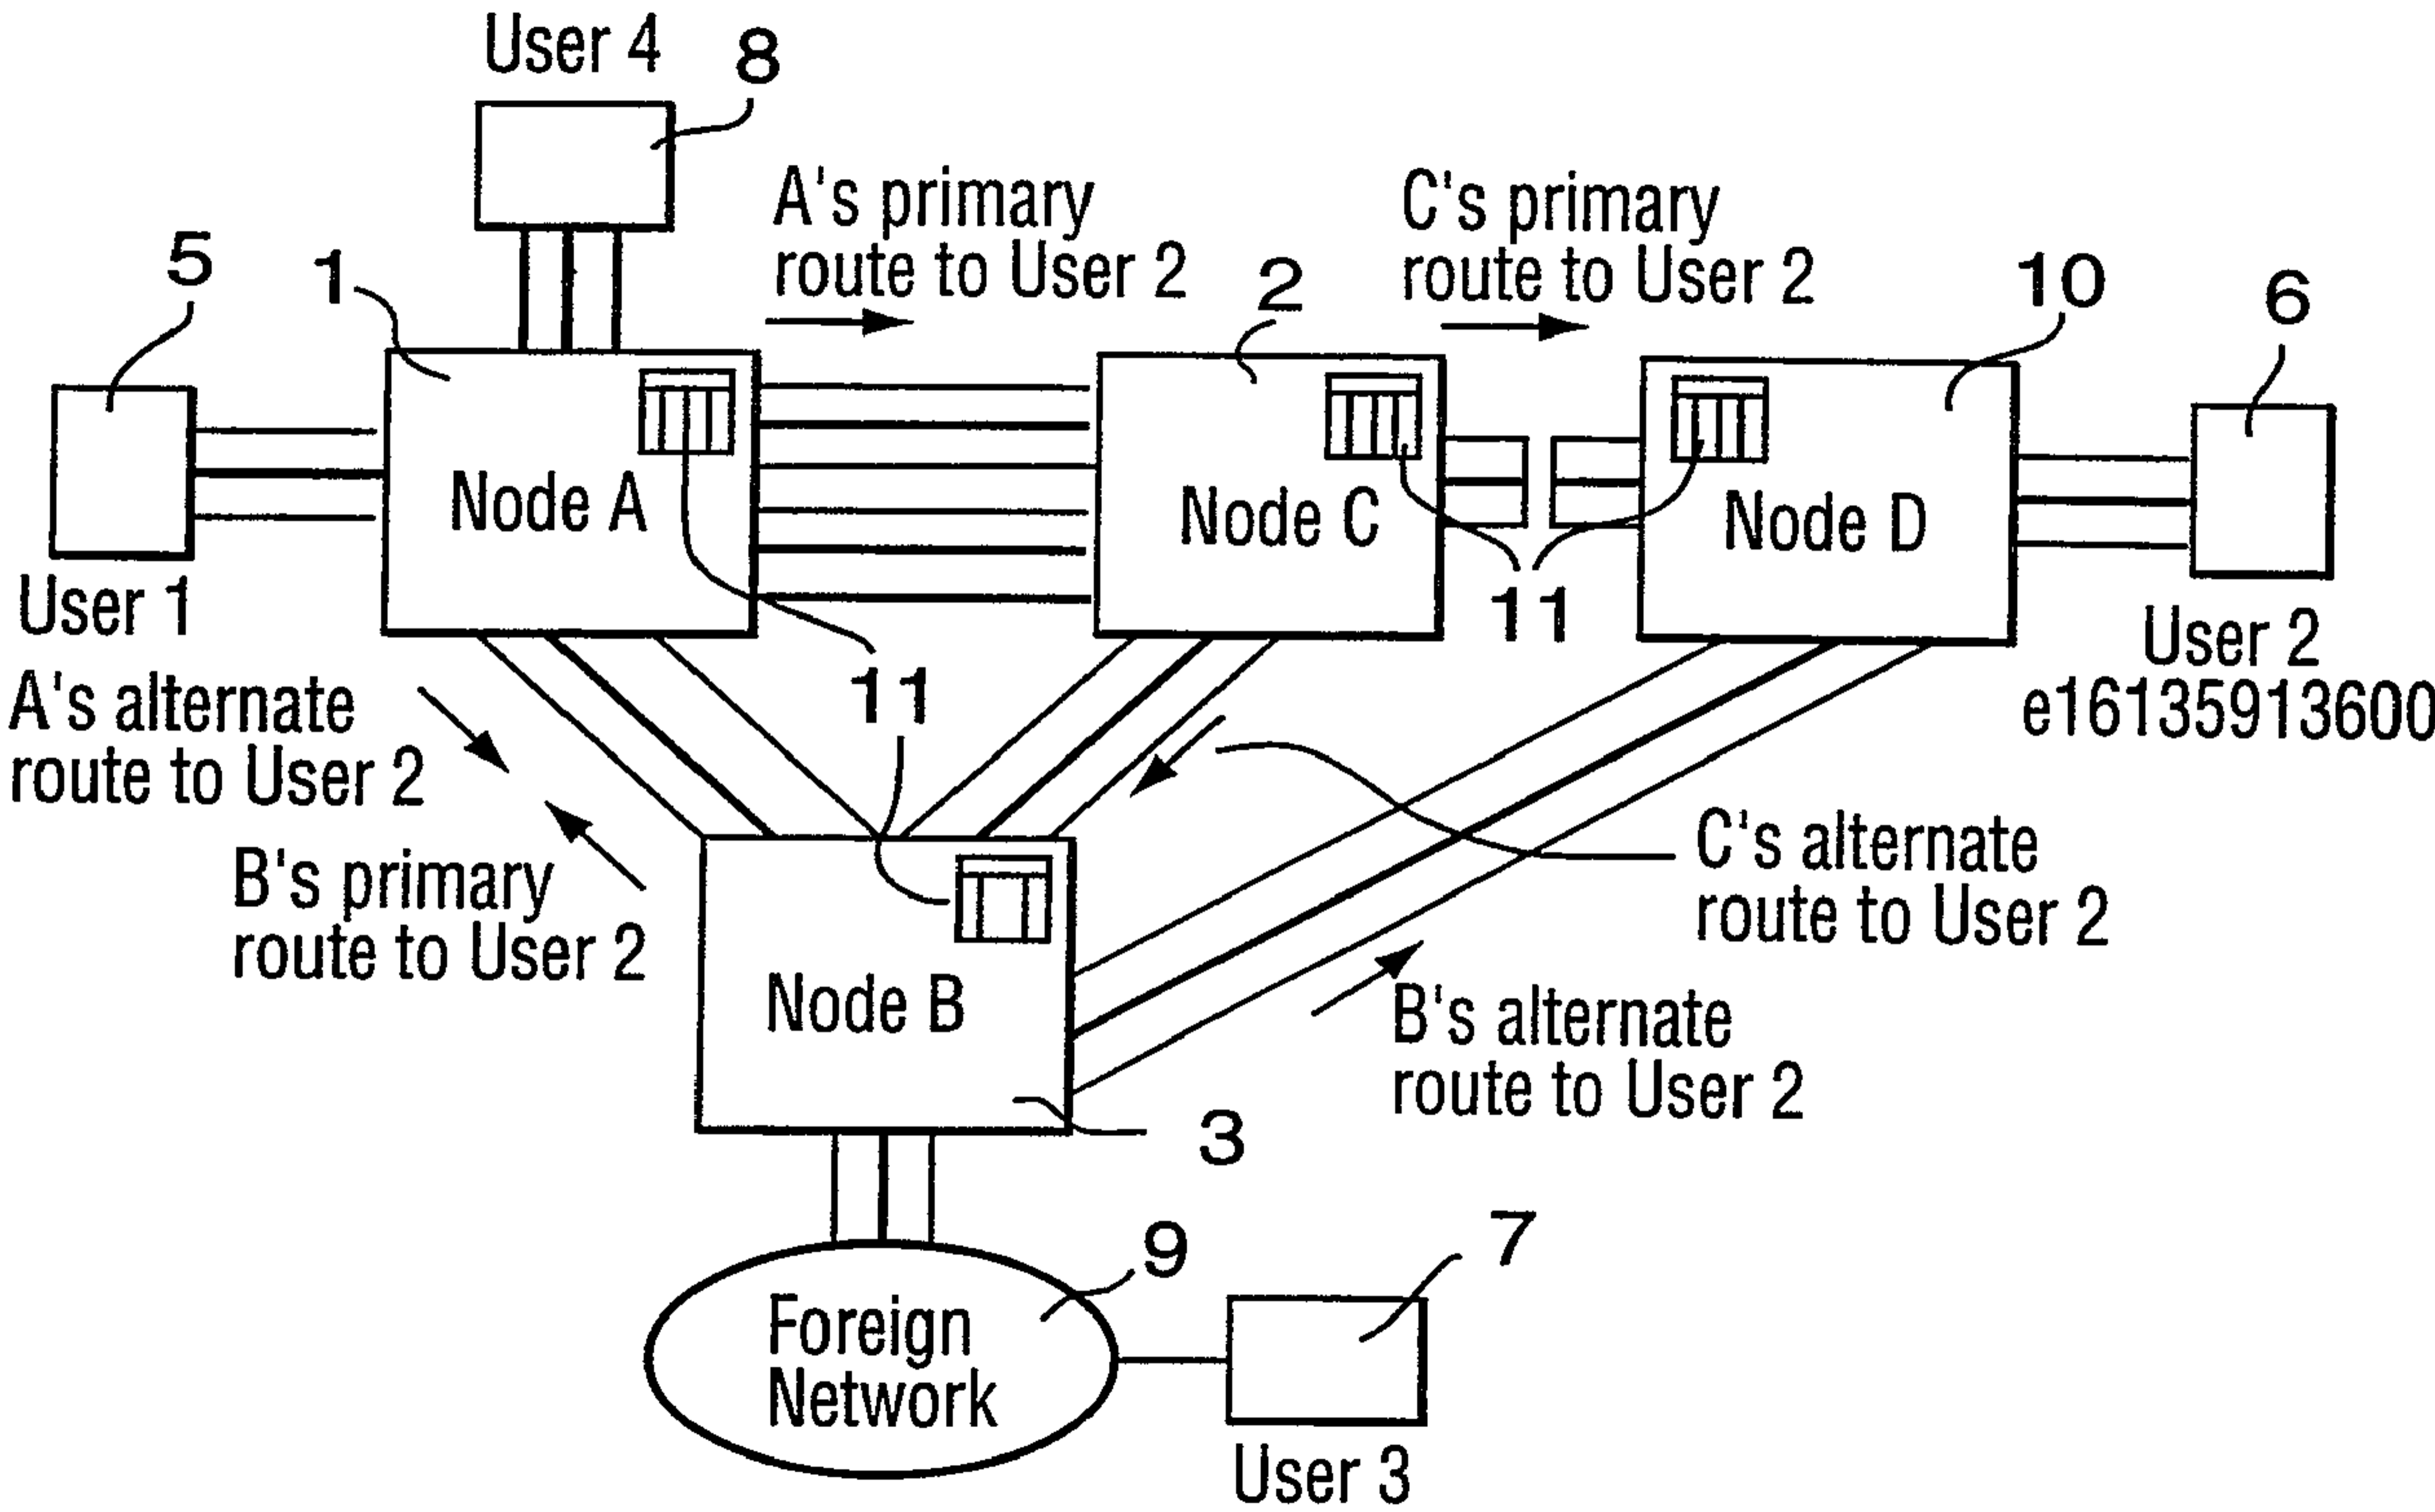 User 4
8
A's primary
route to User 2
C's primary
route to User 2
5
1
2
10
6
Node A
Node C
Node D
User 1
11
11
User 2
e16135913600
A's alternate
route to User 2
B's primary
route to User 2
C's alternate
route to User 2
Node B
B's alternate
route to User 2
3
9
7
Foreign
Network
User 3